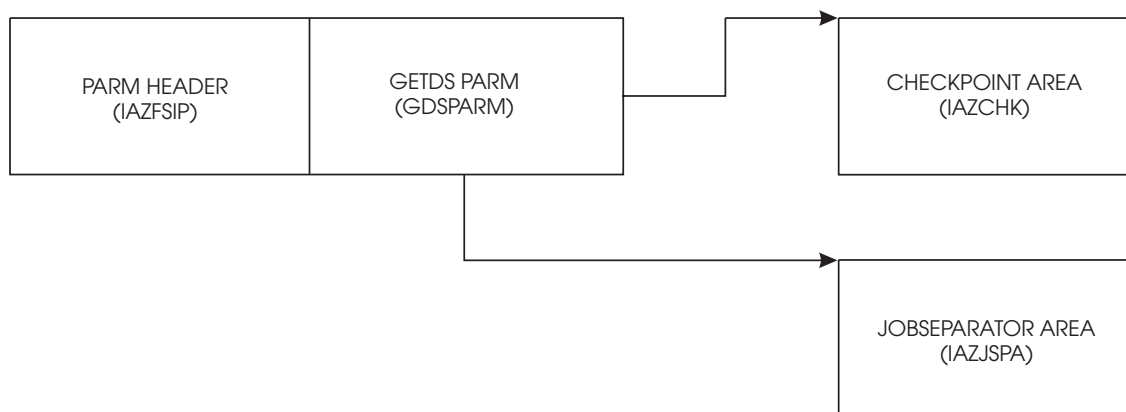 PARM HEADER
(IAZFSIP)
GETDS PARM
(GDSPARM)
CHECKPOINT AREA
(IAZCHK)
JOBSEPARATOR AREA
(IAZJSPA)